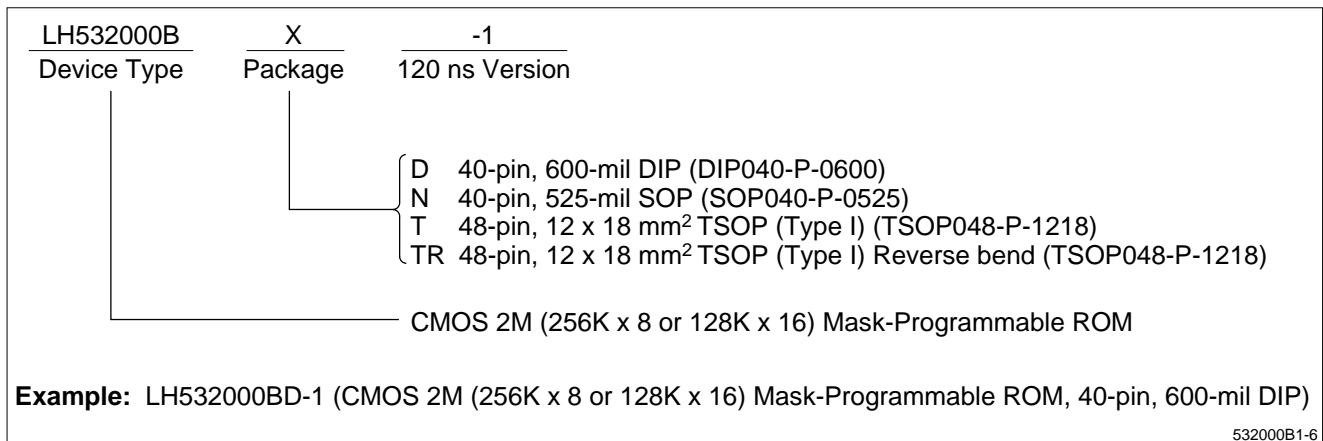 LH532000B X -1
Device Type Package 120 ns Version
D 40-pin, 600-mil DIP (DIP040-P-0600)
N 40-pin, 525-mil SOP (SOP040-P-0525)
T 48-pin, 12 x 18 mm² TSOP (Type I) (TSOP048-P-1218)
TR 48-pin, 12 x 18 mm² TSOP (Type I) Reverse bend (TSOP048-P-1218)
CMOS 2M (256K x 8 or 128K x 16) Mask-Programmable ROM
Example: LH532000BD-1 (CMOS 2M (256K x 8 or 128K x 16) Mask-Programmable ROM, 40-pin, 600-mil DIP)
532000B1-6